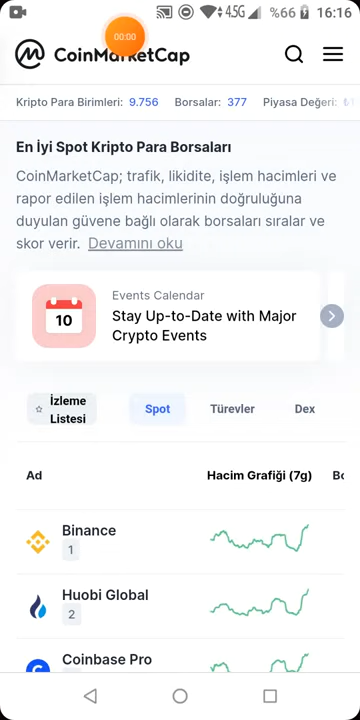 4.5G %66 16:16
00:00
CoinMarketCap
Kripto Para Birimleri: 9.756 Borsalar: 377 Piyasa Değeri:
En İyi Spot Kripto Para Borsaları
CoinMarketCap; trafik, likidite, işlem hacimleri ve
rapor edilen işlem hacimlerinin doğruluğuna
duyulan güvene bağlı olarak borsaları sıralar ve
skor verir. Devamını oku
Events Calendar
10
Stay Up-to-Date with Major
Crypto Events
İzleme
Listesi
Spot Türevler Dex
Ad Hacim Grafiği (7g)
Binance
1
Huobi Global
2
Coinbase Pro